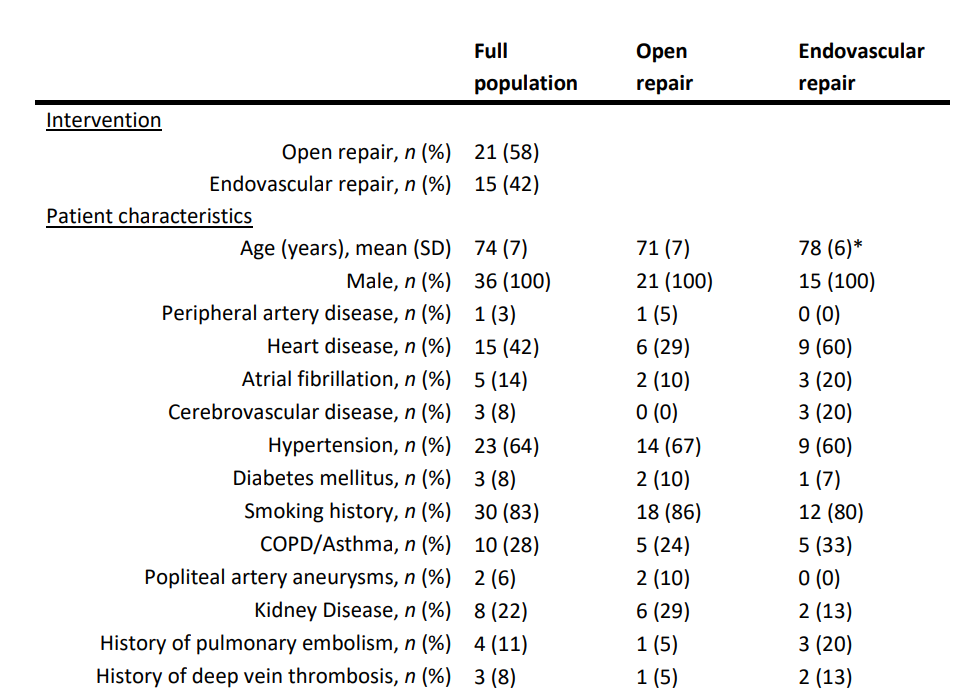 Full Open Endovascular
population repair repair
Intervention
Open repair, n (%) 21 (58)
Endovascular repair, n (%) 15 (42)
Patient characteristics
Age (years), mean (SD) 74 (7) 71 (7) 78 (6)*
Male, n (%) 36 (100) 21 (100) 15 (100)
Peripheral artery disease, n (%) 1 (3) 1 (5) 0 (0)
Heart disease, n (%) 15 (42) 6 (29) 9 (60)
Atrial fibrillation, n (%) 5 (14) 2 (10) 3 (20)
Cerebrovascular disease, n (%) 3 (8) 0 (0) 3 (20)
Hypertension, n (%) 23 (64) 14 (67) 9 (60)
Diabetes mellitus, n (%) 3 (8) 2 (10) 1 (7)
Smoking history, n (%) 30 (83) 18 (86) 12 (80)
COPD/Asthma, n (%) 10 (28) 5 (24) 5 (33)
Popliteal artery aneurysms, n (%) 2 (6) 2 (10) 0 (0)
Kidney Disease, n (%) 8 (22) 6 (29) 2 (13)
History of pulmonary embolism, n (%) 4 (11) 1 (5) 3 (20)
History of deep vein thrombosis, n (%) 3 (8) 1 (5) 2 (13)